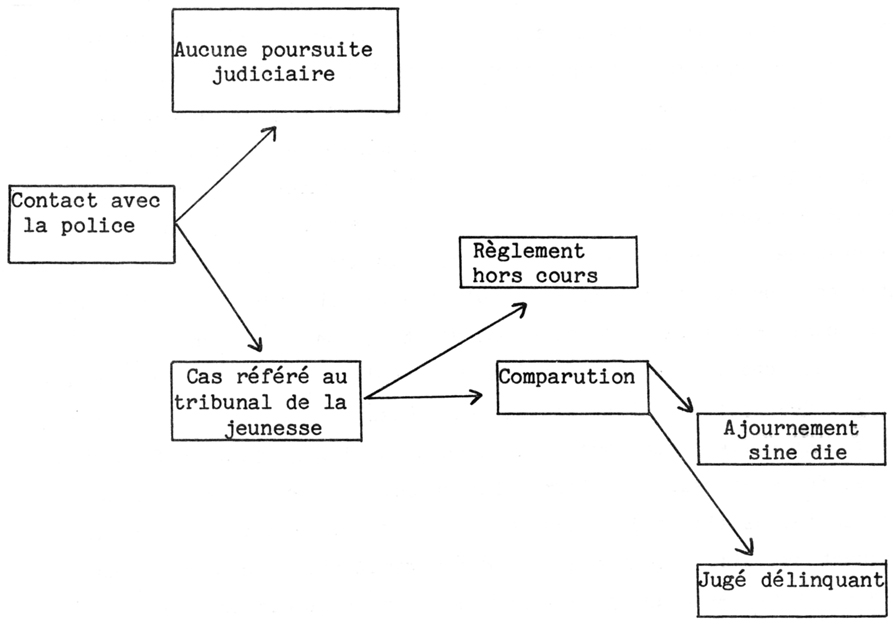 Aucune poursuite
judiciaire
Contact avec
la police
Règlement
hors cours
Cas référé au
tribunal de la
jeunesse
Comparution
Ajournement
sine die
Jugé délinquant